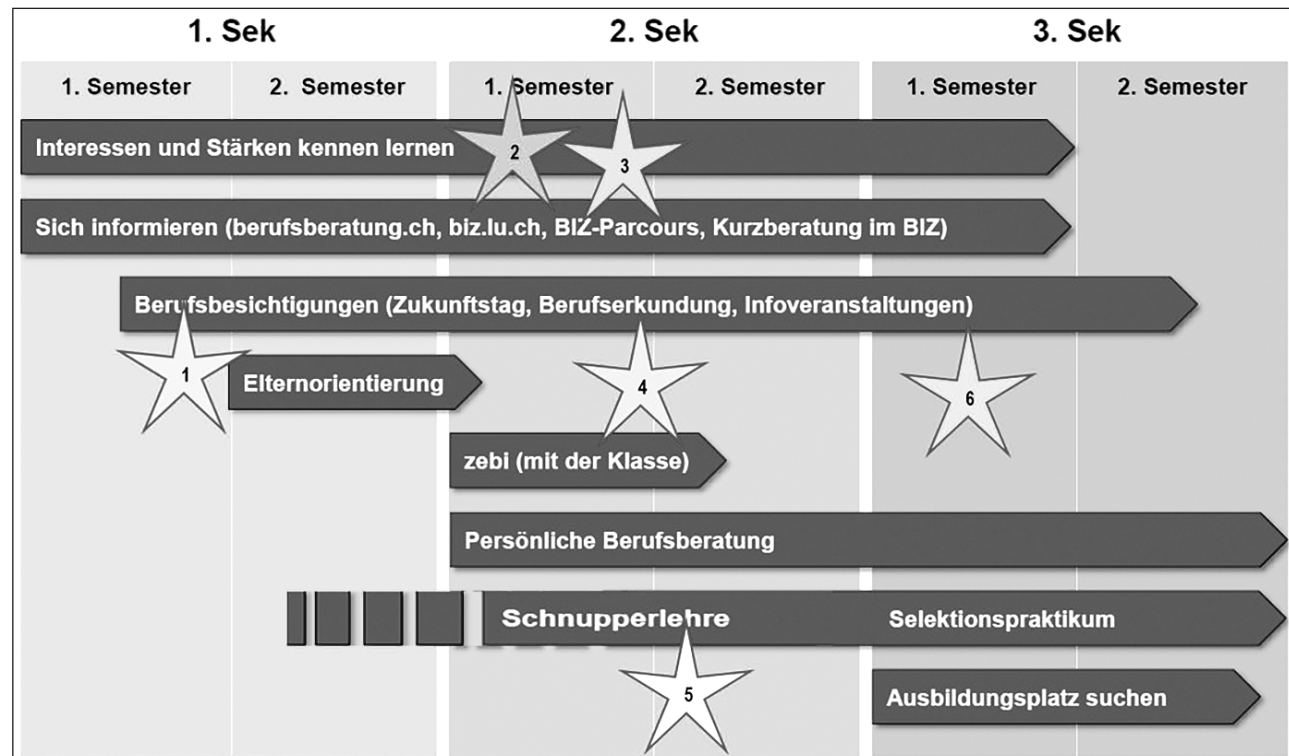 1. Sek 2. Sek 3. Sek
1. Semester 2. Semester 1. Semester 2. Semester 1. Semester 2. Semester
Interessen und Stärken kennen lernen 2 3
Sich informieren (berufsberatung.ch, biz.lu.ch, BIZ-Parcours, Kurzberatung im BIZ)
Berufsbesichtigungen (Zukunftstag, Berufserkundung, Infoveranstaltungen)
1 Elternorientierung 4 6
zebi (mit der Klasse)
Persönliche Berufsberatung
Schnupperlehre Selektionspraktikum
5 Ausbildungsplatz suchen